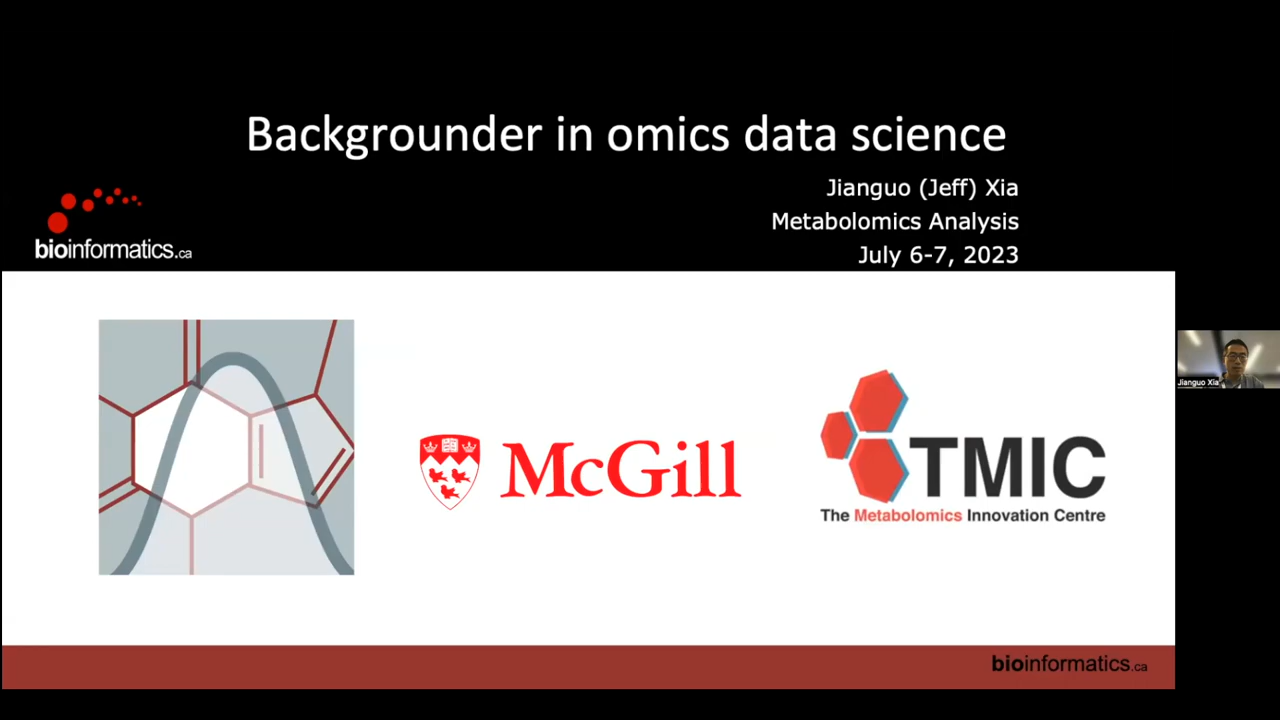 Backgrounder in omics data science
Jianguo (Jeff) Xia
Metabolomics Analysis
July 6-7, 2023
bioinformatics.ca
McGill
TMIC
The Metabolomics Innovation Centre
Jianguo Xia
bioinformatics.ca